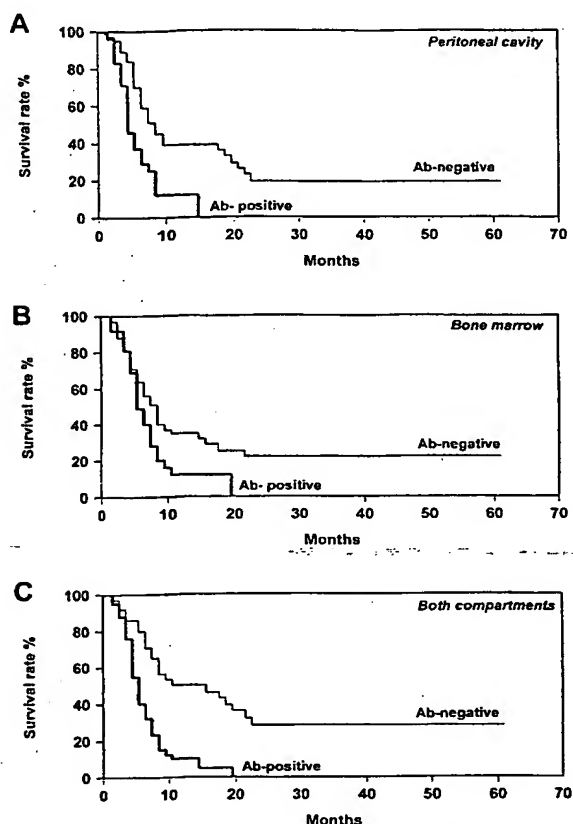 A
Peritoneal cavity
Survival rate %
100
80
60
40
20
0
Ab-negative
Ab- positive
0 10 20 30 40 50 60 70
Months
B
Bone marrow
Survival rate %
100
80
60
40
20
0
Ab-negative
Ab- positive
0 10 20 30 40 50 60 70
Months
C
Both compartments
Survival rate %
100
80
60
40
20
0
Ab-negative
Ab-positive
0 10 20 30 40 50 60 70
Months